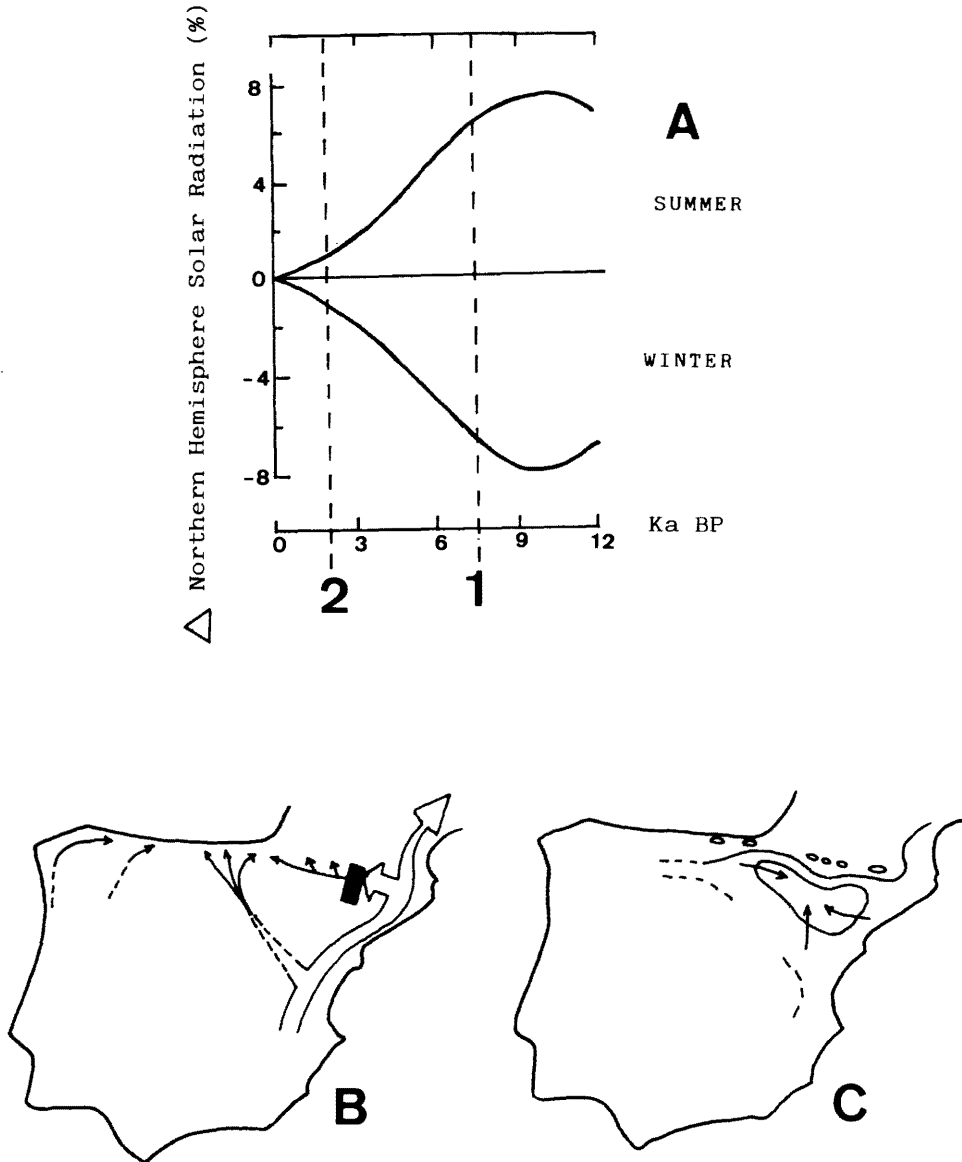 △ Northern Hemisphere Solar Radiation (%)
8
4
0
-4
-8
A
SUMMER
WINTER
0 3 6 9 12 Ka BP
2 1
B
C